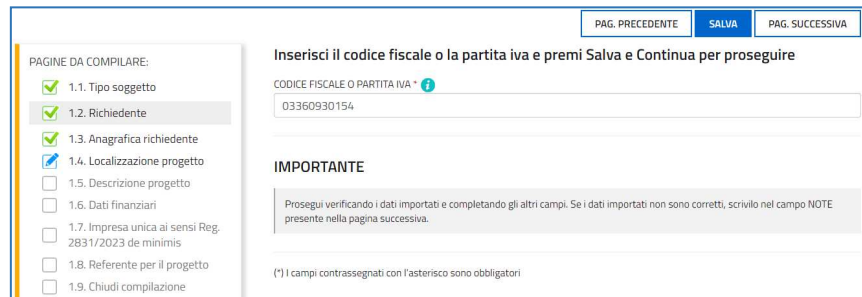 PAG. PRECEDENTE
SALVA
PAG. SUCCESSIVA
PAGINE DA COMPILARE:
1.1. Tipo soggetto
1.2. Richiedente
1.3. Anagrafica richiedente
1.4. Localizzazione progetto
1.5. Descrizione progetto
1.6. Dati finanziari
1.7. Impresa unica ai sensi Reg.
2831/2023 de minimis
1.8. Referente per il progetto
1.9. Chiudi compilazione
Inserisci il codice fiscale o la partita iva e premi Salva e Continua per proseguire
CODICE FISCALE O PARTITA IVA * i
03360930154
IMPORTANTE
Prosegui verificando i dati importati e completando gli altri campi. Se i dati importati non sono corretti, scrivilo nel campo NOTE
presente nella pagina successiva.
(*) I campi contrassegnati con l'asterisco sono obbligatori